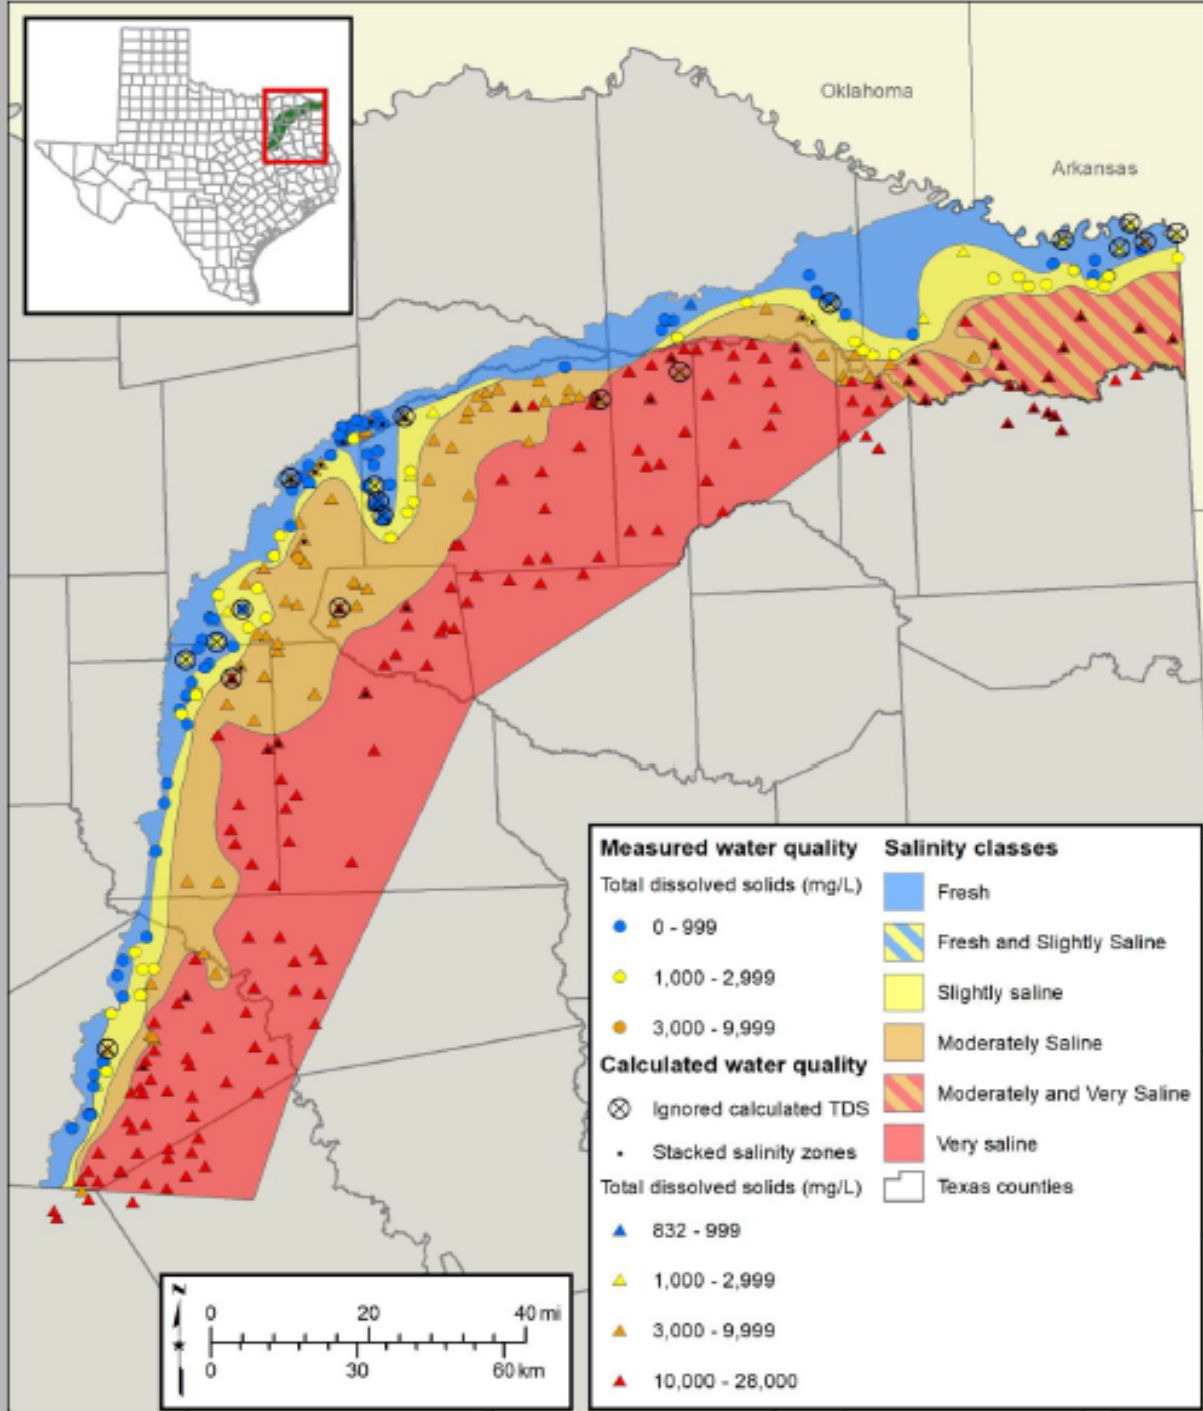 Oklahoma
Arkansas
Measured water quality
Total dissolved solids (mg/L)
0 - 999
1,000 - 2,999
3,000 - 9,999
Calculated water quality
Ignored calculated TDS
Stacked salinity zones
Total dissolved solids (mg/L)
832 - 999
1,000 - 2,999
3,000 - 9,999
10,000 - 28,000
Salinity classes
Fresh
Fresh and Slightly Saline
Slightly saline
Moderately Saline
Moderately and Very Saline
Very saline
Texas counties
N
0 20 40 mi
0 30 60 km